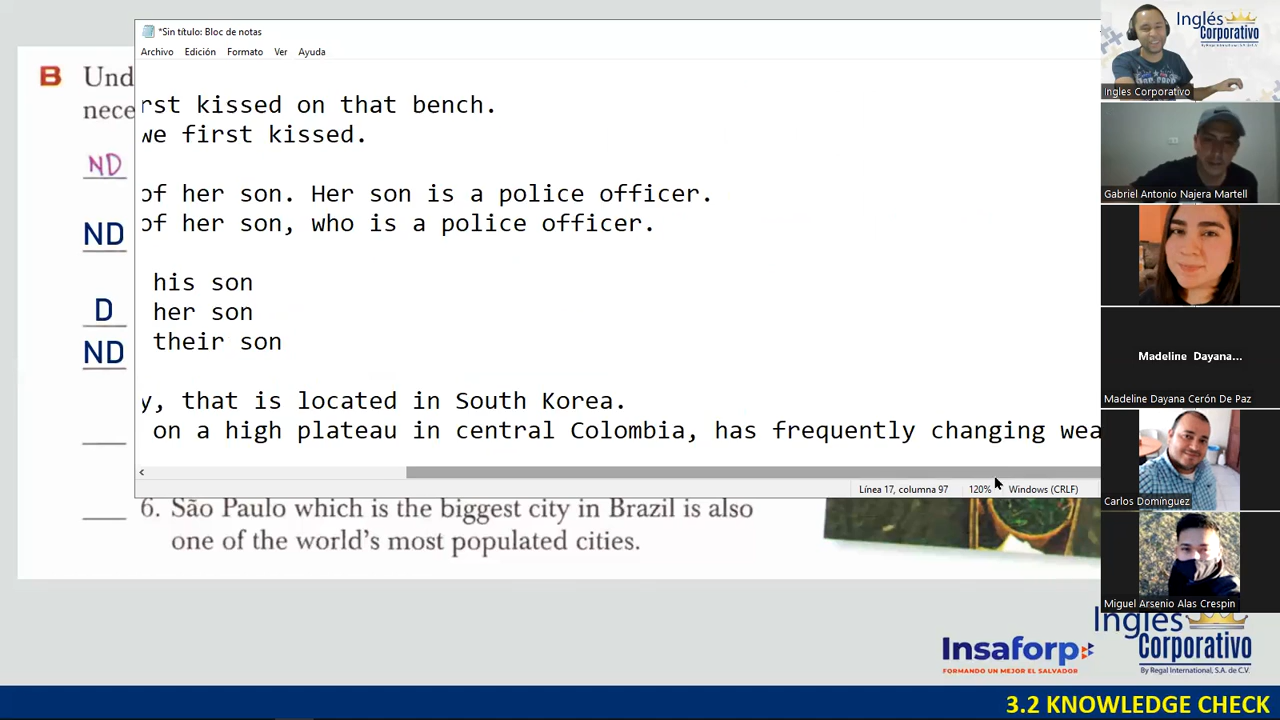 *Sin título: Bloc de notas
Archivo Edición Formato Ver Ayuda
B Und
nece
rst kissed on that bench.
we first kissed.
ND
of her son. Her son is a police officer.
ND of her son, who is a police officer.
his son
D her son
ND their son
y, that is located in South Korea.
on a high plateau in central Colombia, has frequently changing wea
Línea 17, columna 97 120% Windows (CRLF)
6. São Paulo which is the biggest city in Brazil is also
one of the world's most populated cities.
Inglés
Corporativo
By Regal International, S.A. de C.V.
Ingles Corporativo
Gabriel Antonio Najera Martell
Madeline Dayana...
Madeline Dayana Cerón De Paz
Carlos Domínguez
Miguel Arsenio Alas Crespin
Insaforp
FORMANDO UN MEJOR EL SALVADOR
Inglés
Corporativo
By Regal International, S.A. de C.V.
3.2 KNOWLEDGE CHECK